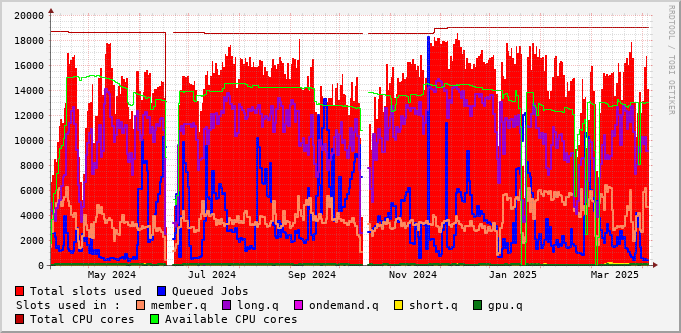 20000
18000
16000
14000
12000
10000
8000
6000
4000
2000
0
May 2024 Jul 2024 Sep 2024 Nov 2024 Jan 2025 Mar 2025
RRDTOOL / TOBI OETIKER
Total slots used Queued Jobs
Slots used in : member.q long.q ondemand.q short.q gpu.q
Total CPU cores Available CPU cores